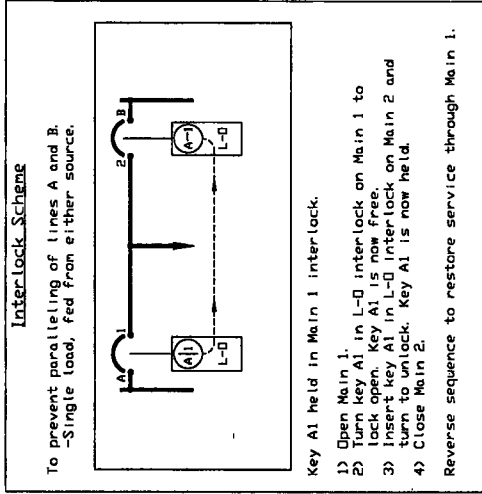 Interlock Scheme
To prevent paralleling of lines A and B.
-Single load, fed from either source.
A 1
2 B
A|1
L-O
A-1
L-O
Key A1 held in Main 1 interlock.
1) Open Main 1.
2) Turn key A1 in L-O interlock on Main 1 to
lock open. Key A1 is now free.
3) Insert key A1 in L-O interlock on Main 2 and
turn to unlock. Key A1 is now held.
4) Close Main 2.
Reverse sequence to restore service through Main 1.